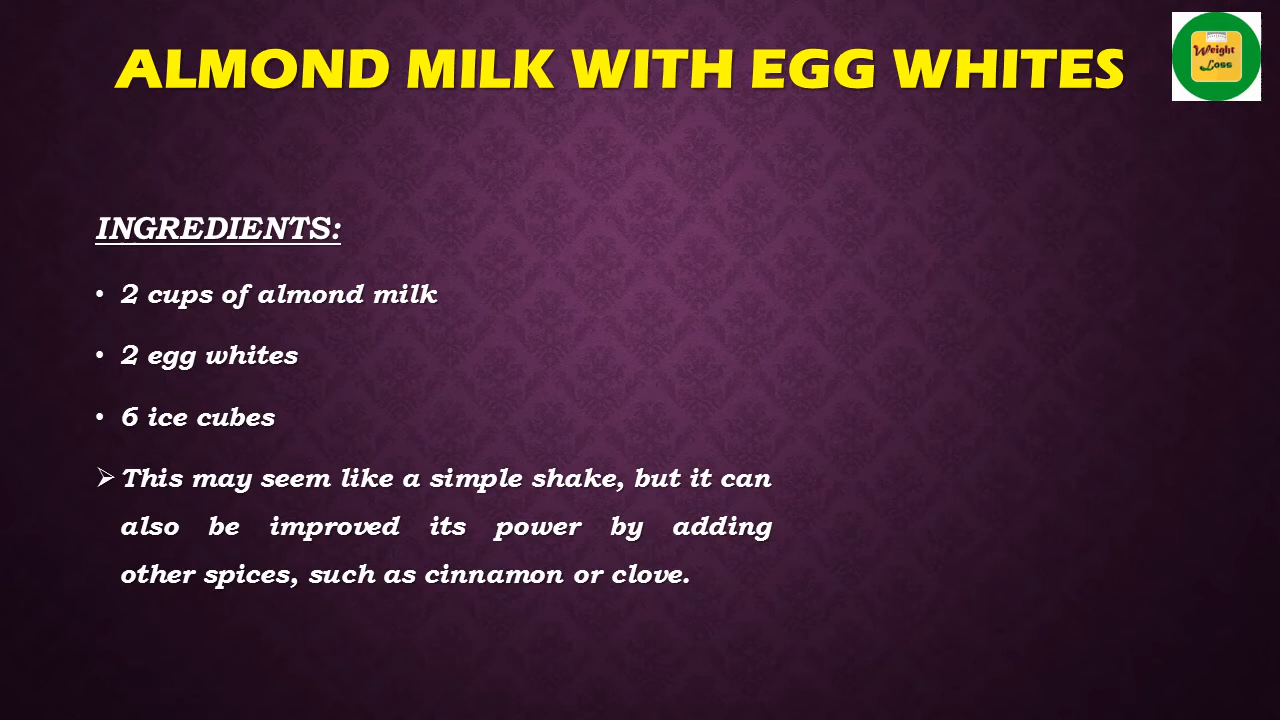 ALMOND MILK WITH EGG WHITES
Weight
Loss
INGREDIENTS:
• 2 cups of almond milk
• 2 egg whites
• 6 ice cubes
➢ This may seem like a simple shake, but it can
also be improved its power by adding
other spices, such as cinnamon or clove.